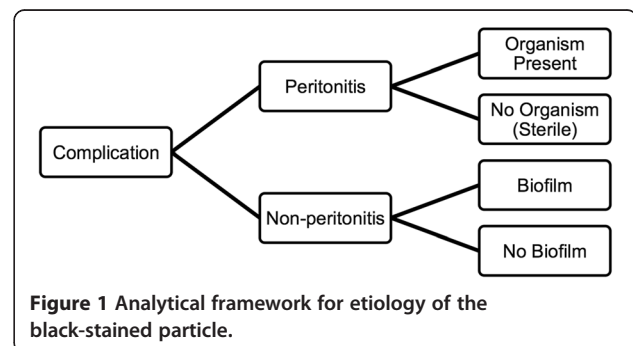 Complication
Peritonitis
Non-peritonitis
Organism
Present
No Organism
(Sterile)
Biofilm
No Biofilm
Figure 1 Analytical framework for etiology of the
black-stained particle.